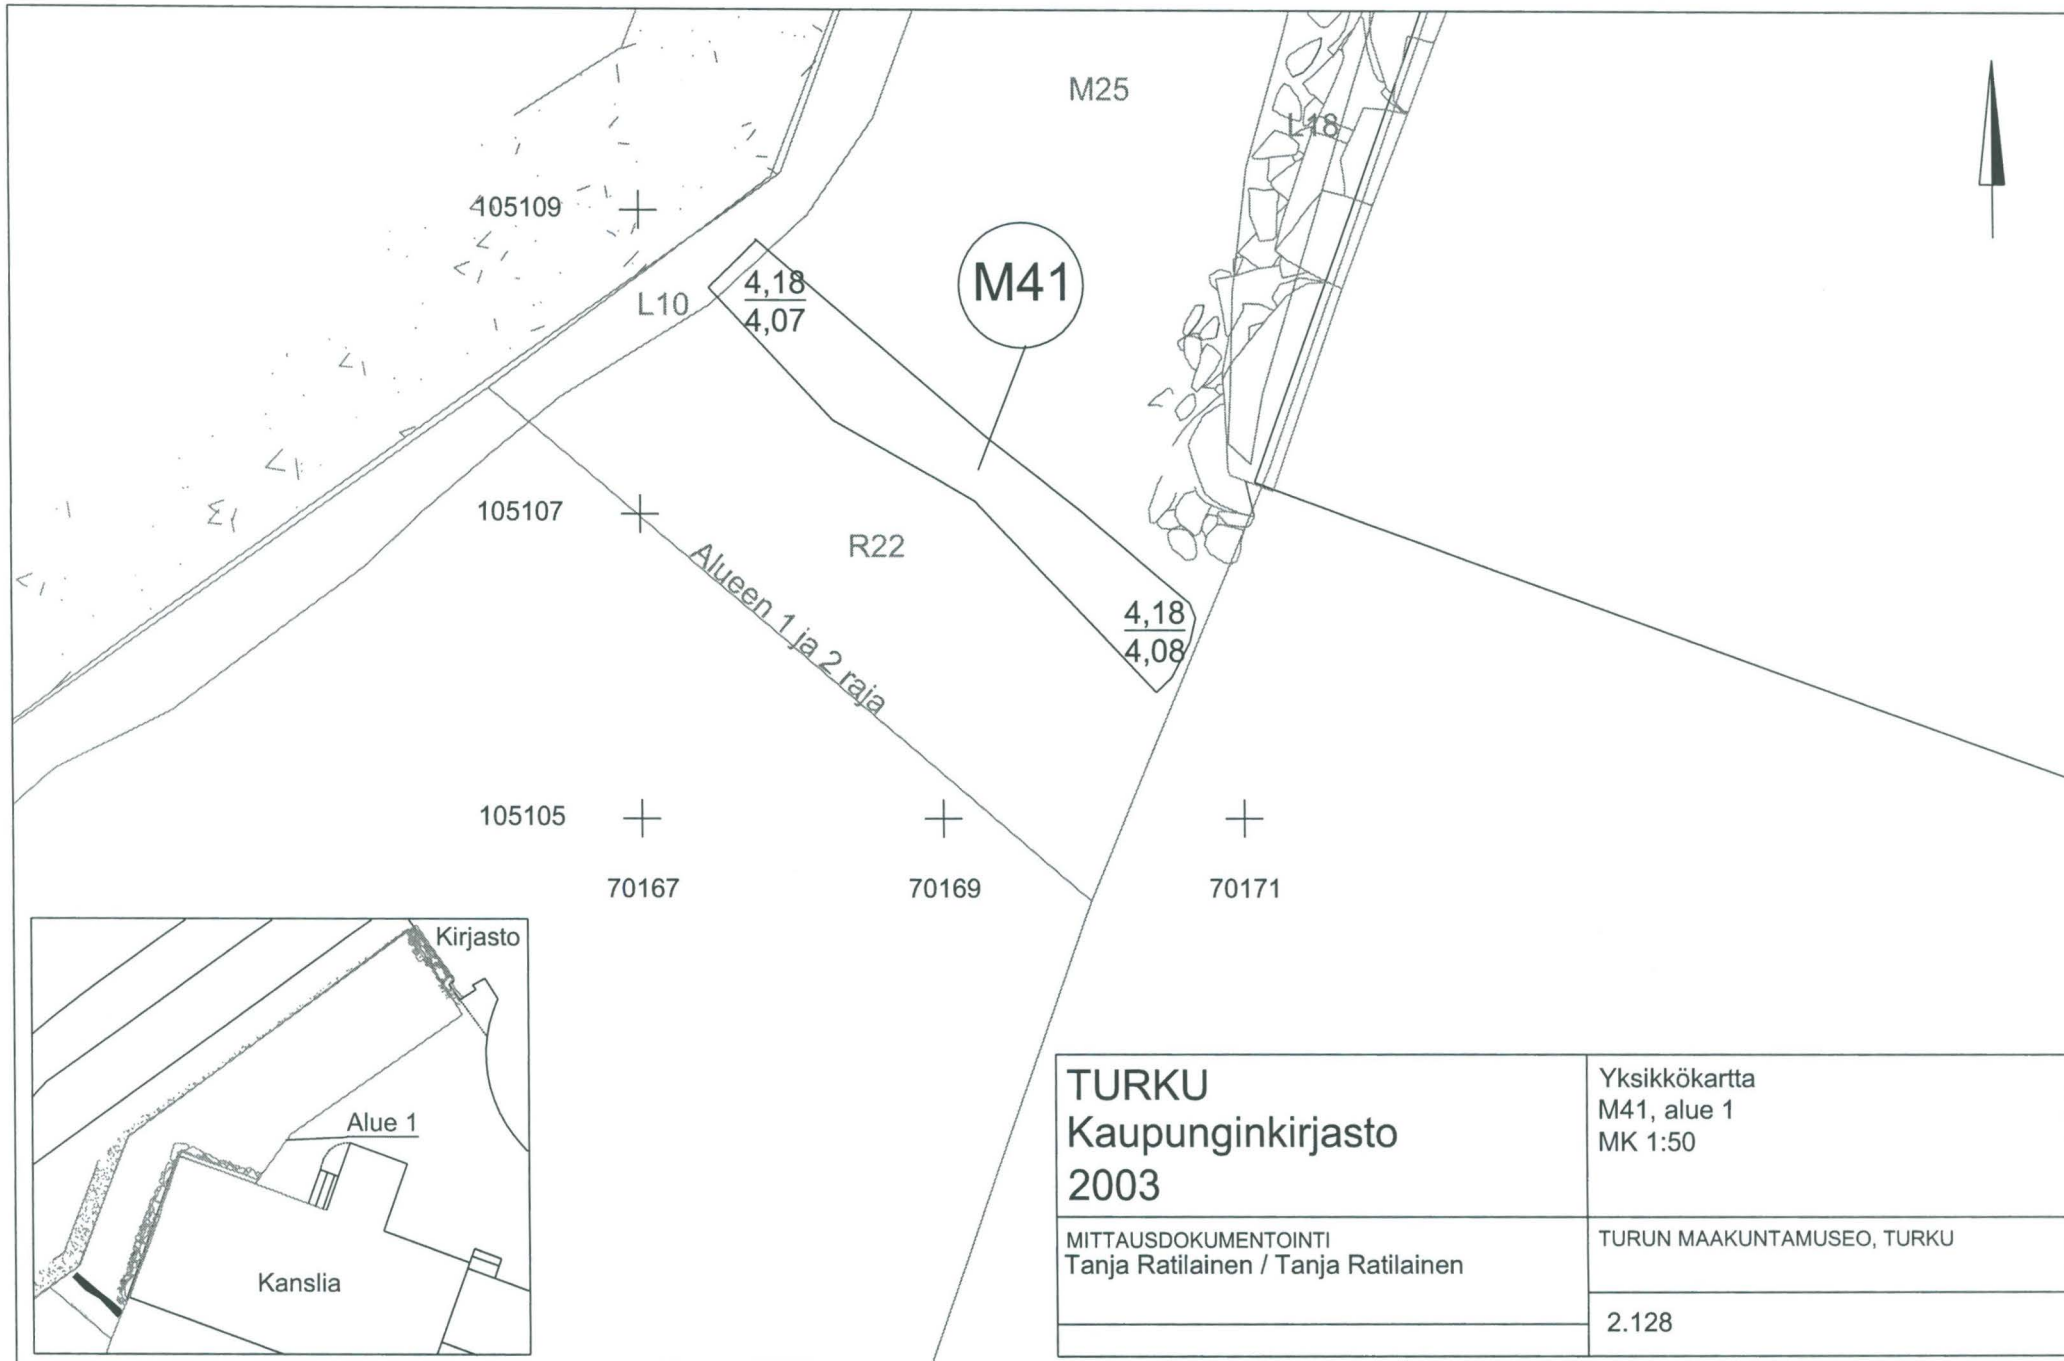 M25
L18
105109
M41
L10
4,18
4,07
105107
R22
Alueen 1 ja 2 raja
4,18
4,08
105105
70167
70169
70171
Kirjasto
Alue 1
Kanslia
TURKU
Kaupunginkirjasto
2003
Yksikkökartta
M41, alue 1
MK 1:50
MITTAUSDOKUMENTOINTI
Tanja Ratilainen / Tanja Ratilainen
TURUN MAAKUNTAMUSEO, TURKU
2.128